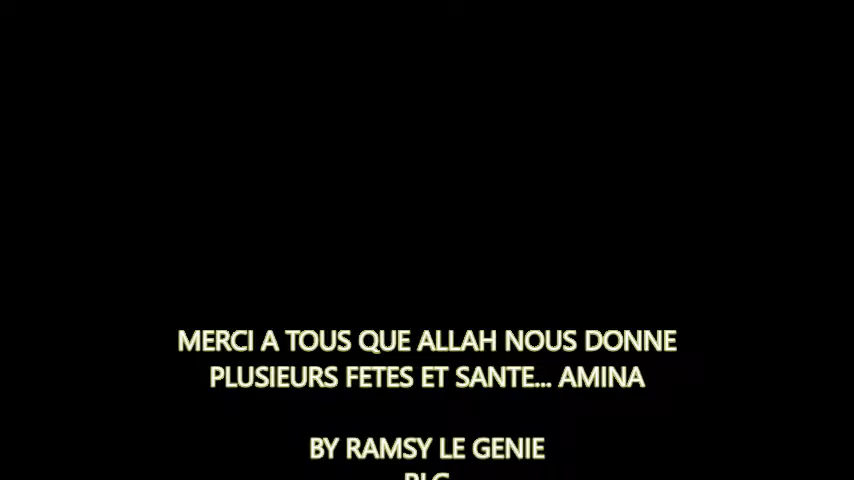 MERCI A TOUS QUE ALLAH NOUS DONNE
PLUSIEURS FETES ET SANTE... AMINA
BY RAMSY LE GENIE